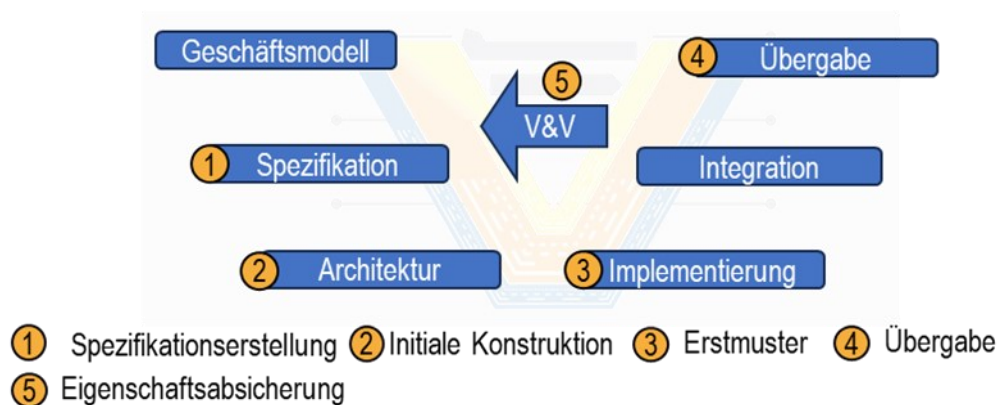 Geschäftsmodell
4 Übergabe
5
V&V
1 Spezifikation
Integration
2 Architektur
3 Implementierung
1 Spezifikationserstellung 2 Initiale Konstruktion 3 Erstmuster 4 Übergabe
5 Eigenschaftsabsicherung